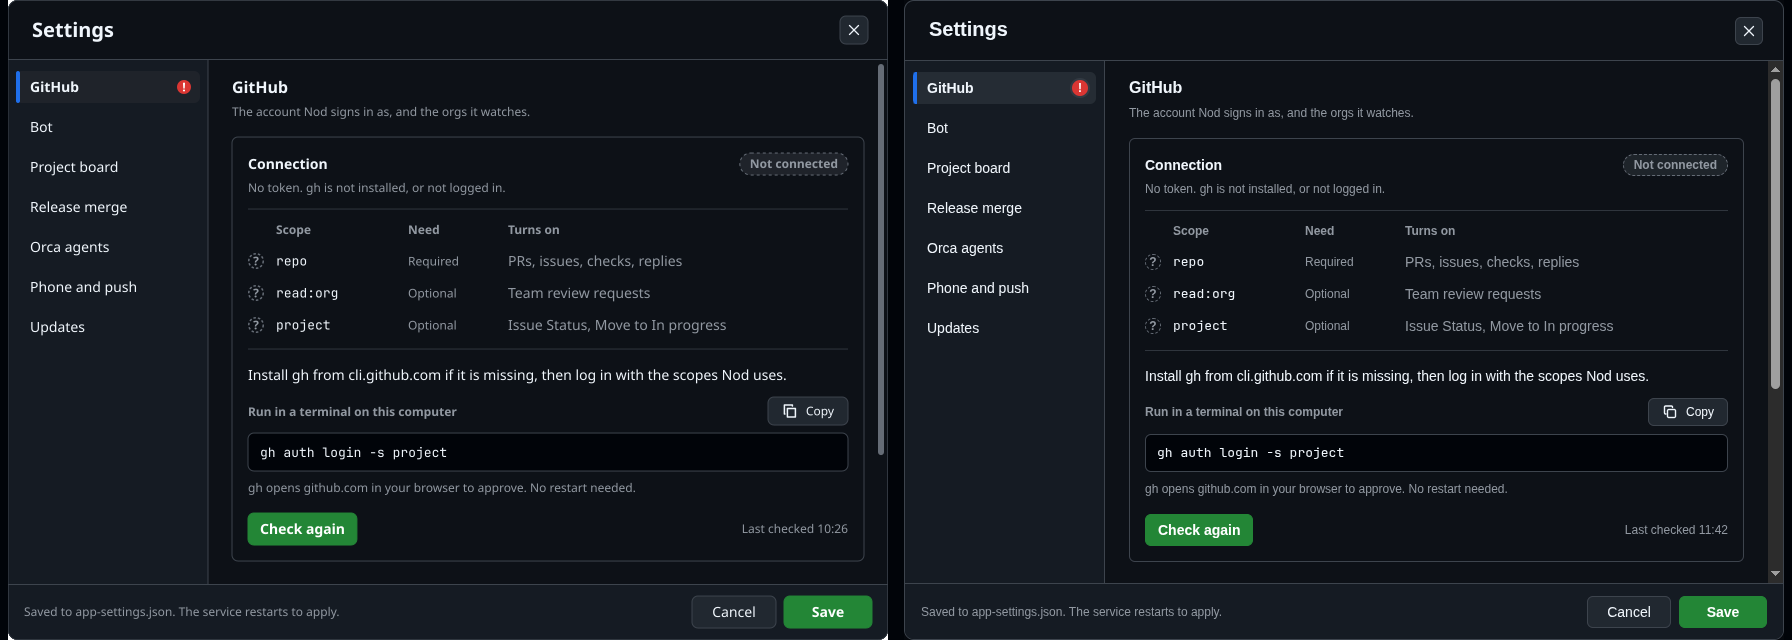 Settings
GitHub !
Bot
Project board
Release merge
Orca agents
Phone and push
Updates
GitHub
The account Nod signs in as, and the orgs it watches.
Connection Not connected
No token. gh is not installed, or not logged in.
Scope Need Turns on
? repo Required PRs, issues, checks, replies
? read:org Optional Team review requests
? project Optional Issue Status, Move to In progress
Install gh from cli.github.com if it is missing, then log in with the scopes Nod uses.
Run in a terminal on this computer Copy
gh auth login -s project
gh opens github.com in your browser to approve. No restart needed.
Check again Last checked 10:26
Saved to app-settings.json. The service restarts to apply. Cancel Save
Settings
GitHub !
Bot
Project board
Release merge
Orca agents
Phone and push
Updates
GitHub
The account Nod signs in as, and the orgs it watches.
Connection Not connected
No token. gh is not installed, or not logged in.
Scope Need Turns on
? repo Required PRs, issues, checks, replies
? read:org Optional Team review requests
? project Optional Issue Status, Move to In progress
Install gh from cli.github.com if it is missing, then log in with the scopes Nod uses.
Run in a terminal on this computer Copy
gh auth login -s project
gh opens github.com in your browser to approve. No restart needed.
Check again Last checked 11:42
Saved to app-settings.json. The service restarts to apply. Cancel Save